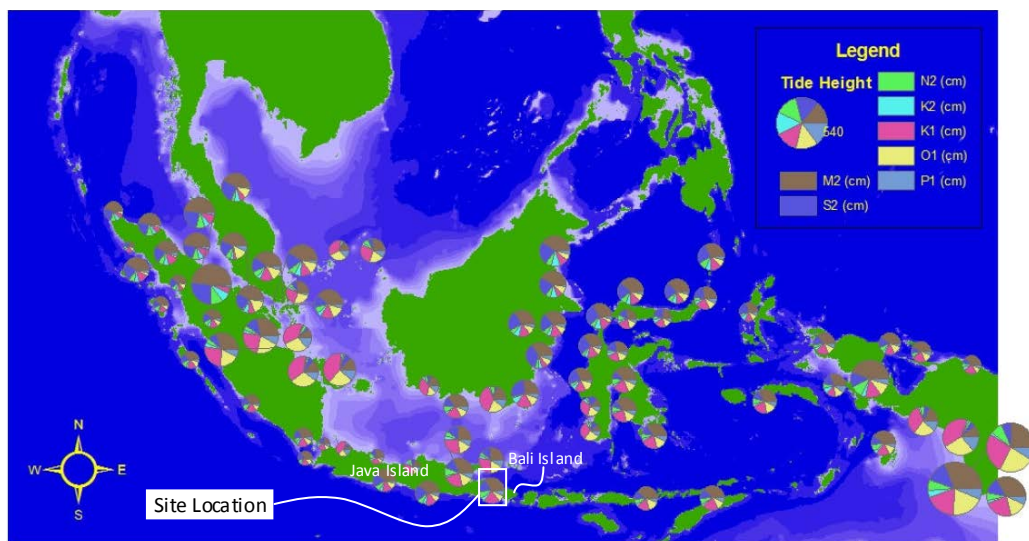 Legend
Tide Height
540
M2 (cm)
S2 (cm)
N2 (cm)
K2 (cm)
K1 (cm)
O1 (cm)
P1 (cm)
N
W E
S
Java Island
Bali Island
Site Location